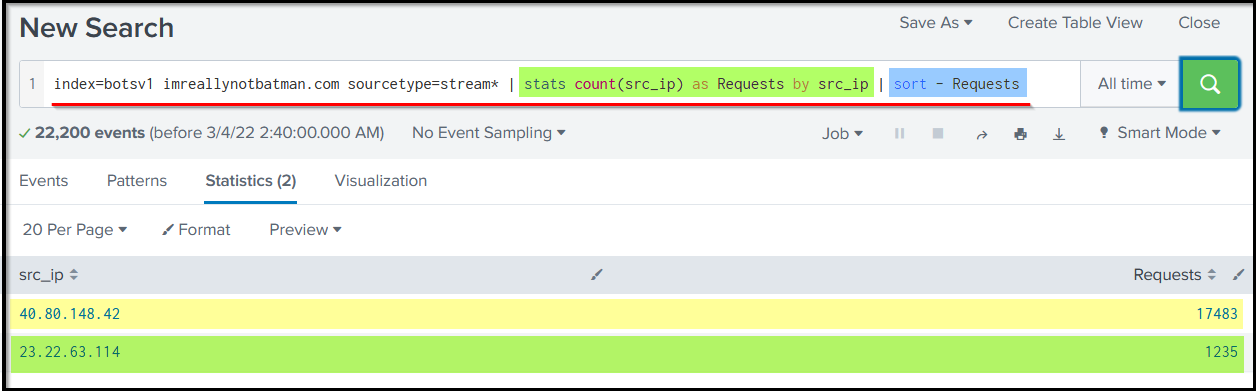 New Search
Save As Create Table View Close
1 index=botsv1 imreallynotbatman.com sourcetype=stream* | stats count(src_ip) as Requests by src_ip | sort - Requests All time
22,200 events (before 3/4/22 2:40:00.000 AM) No Event Sampling Job Smart Mode
Events Patterns Statistics (2) Visualization
20 Per Page Format Preview
src_ip Requests
40.80.148.42 17483
23.22.63.114 1235